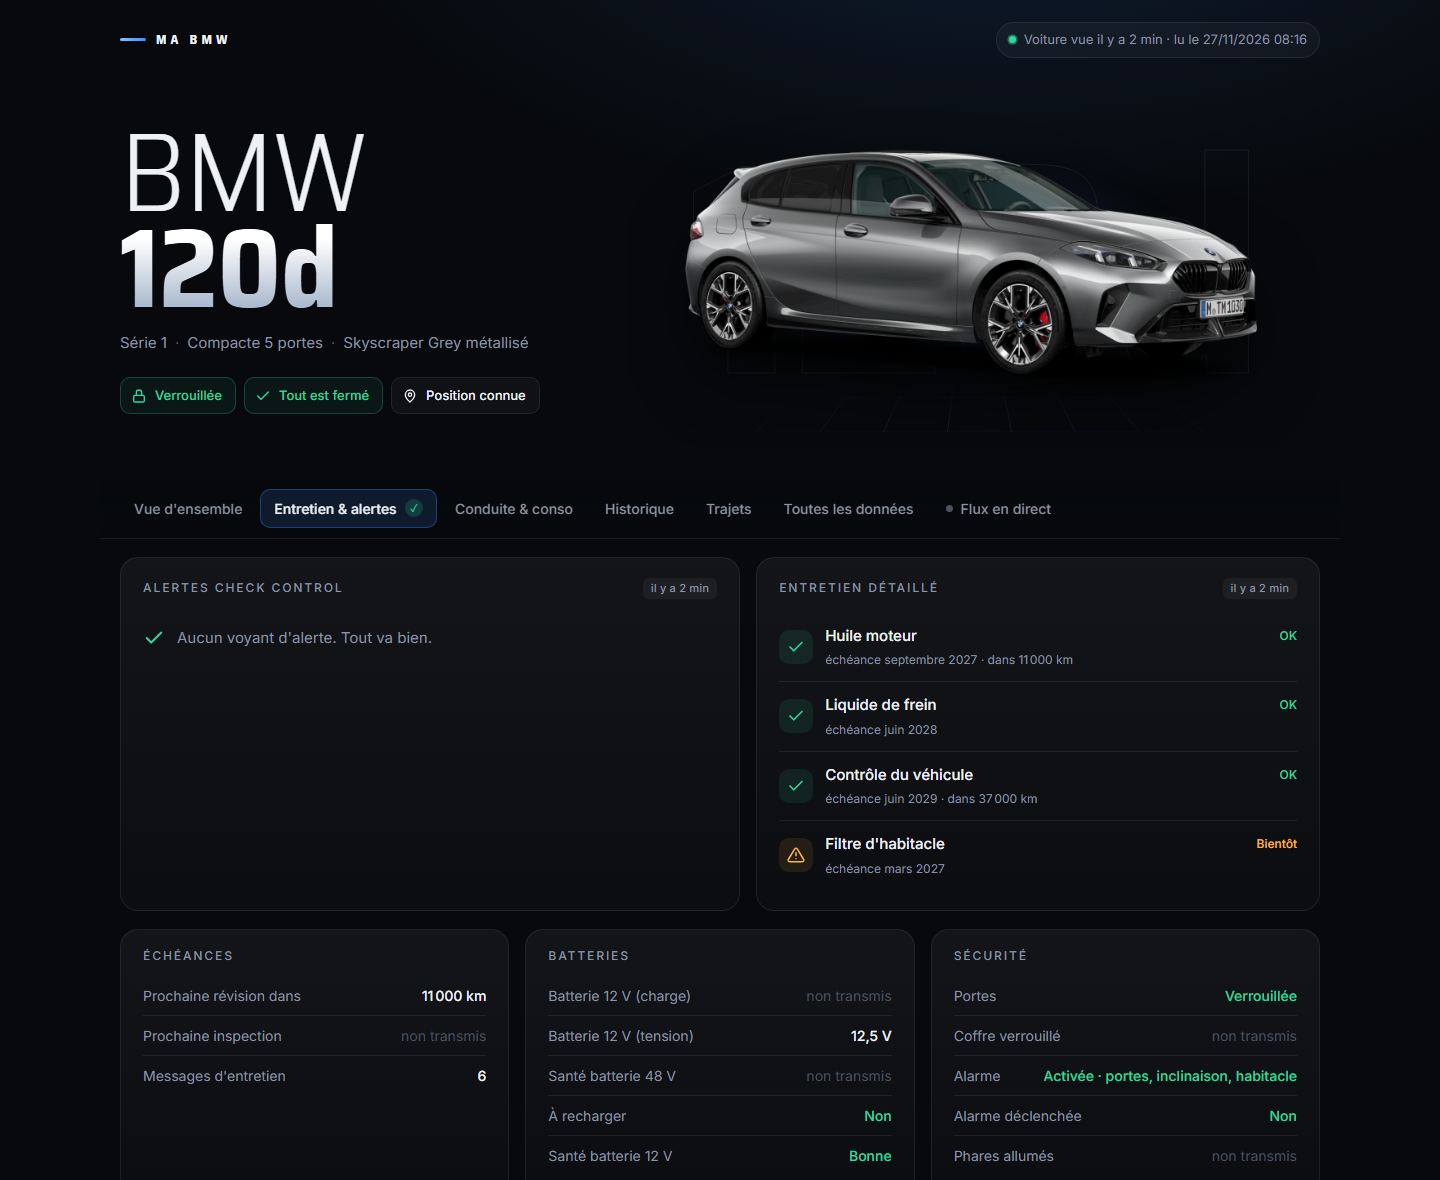 MA BMW
Voiture vue il y a 2 min · lu le 27/11/2026 08:16
BMW
120d
Série 1 · Compacte 5 portes · Skyscraper Grey métallisé
Verrouillée
Tout est fermé
Position connue
Vue d'ensemble
Entretien & alertes ✓
Conduite & conso
Historique
Trajets
Toutes les données
Flux en direct
ALERTES CHECK CONTROL
il y a 2 min
Aucun voyant d'alerte. Tout va bien.
ENTRETIEN DÉTAILLÉ
il y a 2 min
Huile moteur
OK
échéance septembre 2027 · dans 11 000 km
Liquide de frein
OK
échéance juin 2028
Contrôle du véhicule
OK
échéance juin 2029 · dans 37 000 km
Filtre d'habitacle
Bientôt
échéance mars 2027
ÉCHÉANCES
Prochaine révision dans 11 000 km
Prochaine inspection non transmis
Messages d'entretien 6
BATTERIES
Batterie 12 V (charge) non transmis
Batterie 12 V (tension) 12,5 V
Santé batterie 48 V non transmis
À recharger Non
Santé batterie 12 V Bonne
SÉCURITÉ
Portes Verrouillée
Coffre verrouillé non transmis
Alarme Activée · portes, inclinaison, habitacle
Alarme déclenchée Non
Phares allumés non transmis